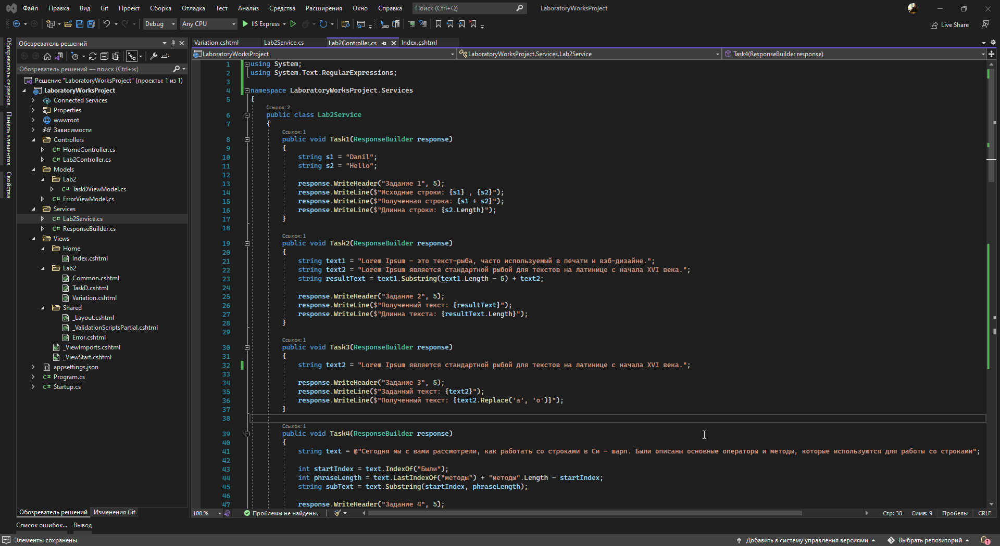 Файл Правка Вид Git Проект Сборка Отладка Тест Анализ Средства Расширения Окно Справка Поиск (Ctrl+Q) LaboratoryWorksProject
Debug Any CPU IIS Express Live Share
Обозреватель серверов
Панель элементов
Свойства
Обозреватель решений
Обозреватель решений — поиск (Ctrl+ж)
Решение "LaboratoryWorksProject" (проекты: 1 из 1)
LaboratoryWorksProject
Connected Services
Properties
wwwroot
Зависимости
Controllers
C# HomeController.cs
C# Lab2Controller.cs
Models
Lab2
C# TaskDViewModel.cs
C# ErrorViewModel.cs
Services
C# Lab2Service.cs
C# ResponseBuilder.cs
Views
Home
Index.cshtml
Lab2
Common.cshtml
TaskD.cshtml
Variation.cshtml
Shared
_Layout.cshtml
_ValidationScriptsPartial.cshtml
Error.cshtml
_ViewImports.cshtml
_ViewStart.cshtml
appsettings.json
C# Program.cs
C# Startup.cs
Обозреватель решений Изменения Git
Variation.cshtml Lab2Service.cs Lab2Controller.cs Index.cshtml
LaboratoryWorksProject LaboratoryWorksProject.Services.Lab2Service Task4(ResponseBuilder response)
1 using System;
2 using System.Text.RegularExpressions;
3
4 namespace LaboratoryWorksProject.Services
5 {
Ссылок: 2
6 public class Lab2Service
7 {
Ссылок: 1
8 public void Task1(ResponseBuilder response)
9 {
10 string s1 = "Danil";
11 string s2 = "Hello";
12
13 response.WriteHeader("Задание 1", 5);
14 response.WriteLine($"Исходные строки: {s1} , {s2}");
15 response.WriteLine($"Полученная строка: {s1 + s2}");
16 response.WriteLine($"Длинна строки: {s2.Length}");
17 }
18
Ссылок: 1
19 public void Task2(ResponseBuilder response)
20 {
21 string text1 = "Lorem Ipsum - это текст-рыба, часто используемый в печати и вэб-дизайне.";
22 string text2 = "Lorem Ipsum является стандартной рыбой для текстов на латинице с начала XVI века.";
23 string resultText = text1.Substring(text1.Length - 5) + text2;
24
25 response.WriteHeader("Задание 2", 5);
26 response.WriteLine($"Полученный текст: {resultText}");
27 response.WriteLine($"Длинна текста: {resultText.Length}");
28 }
29
Ссылок: 1
30 public void Task3(ResponseBuilder response)
31 {
32 string text2 = "Lorem Ipsum является стандартной рыбой для текстов на латинице с начала XVI века.";
33
34 response.WriteHeader("Задание 3", 5);
35 response.WriteLine($"Заданный текст: {text2}");
36 response.WriteLine($"Полученный текст: {text2.Replace('а', 'о')}");
37 }
38
Ссылок: 1
39 public void Task4(ResponseBuilder response)
40 {
41 string text = @"Сегодня мы с вами рассмотрели, как работать со строками в Си - шарп. Были описаны основные операторы и методы, которые используются для работы со строками";
42
43 int startIndex = text.IndexOf("Были");
44 int phraseLength = text.LastIndexOf("методы") + "методы".Length - startIndex;
45 string subText = text.Substring(startIndex, phraseLength);
46
47 response.WriteHeader("Задание 4", 5);
100 % Проблемы не найдены. Стр: 38 Симв: 9 Пробелы CRLF
Список ошибок... Вывод
Элементы сохранены Добавить в систему управления версиями Выбрать репозиторий 1